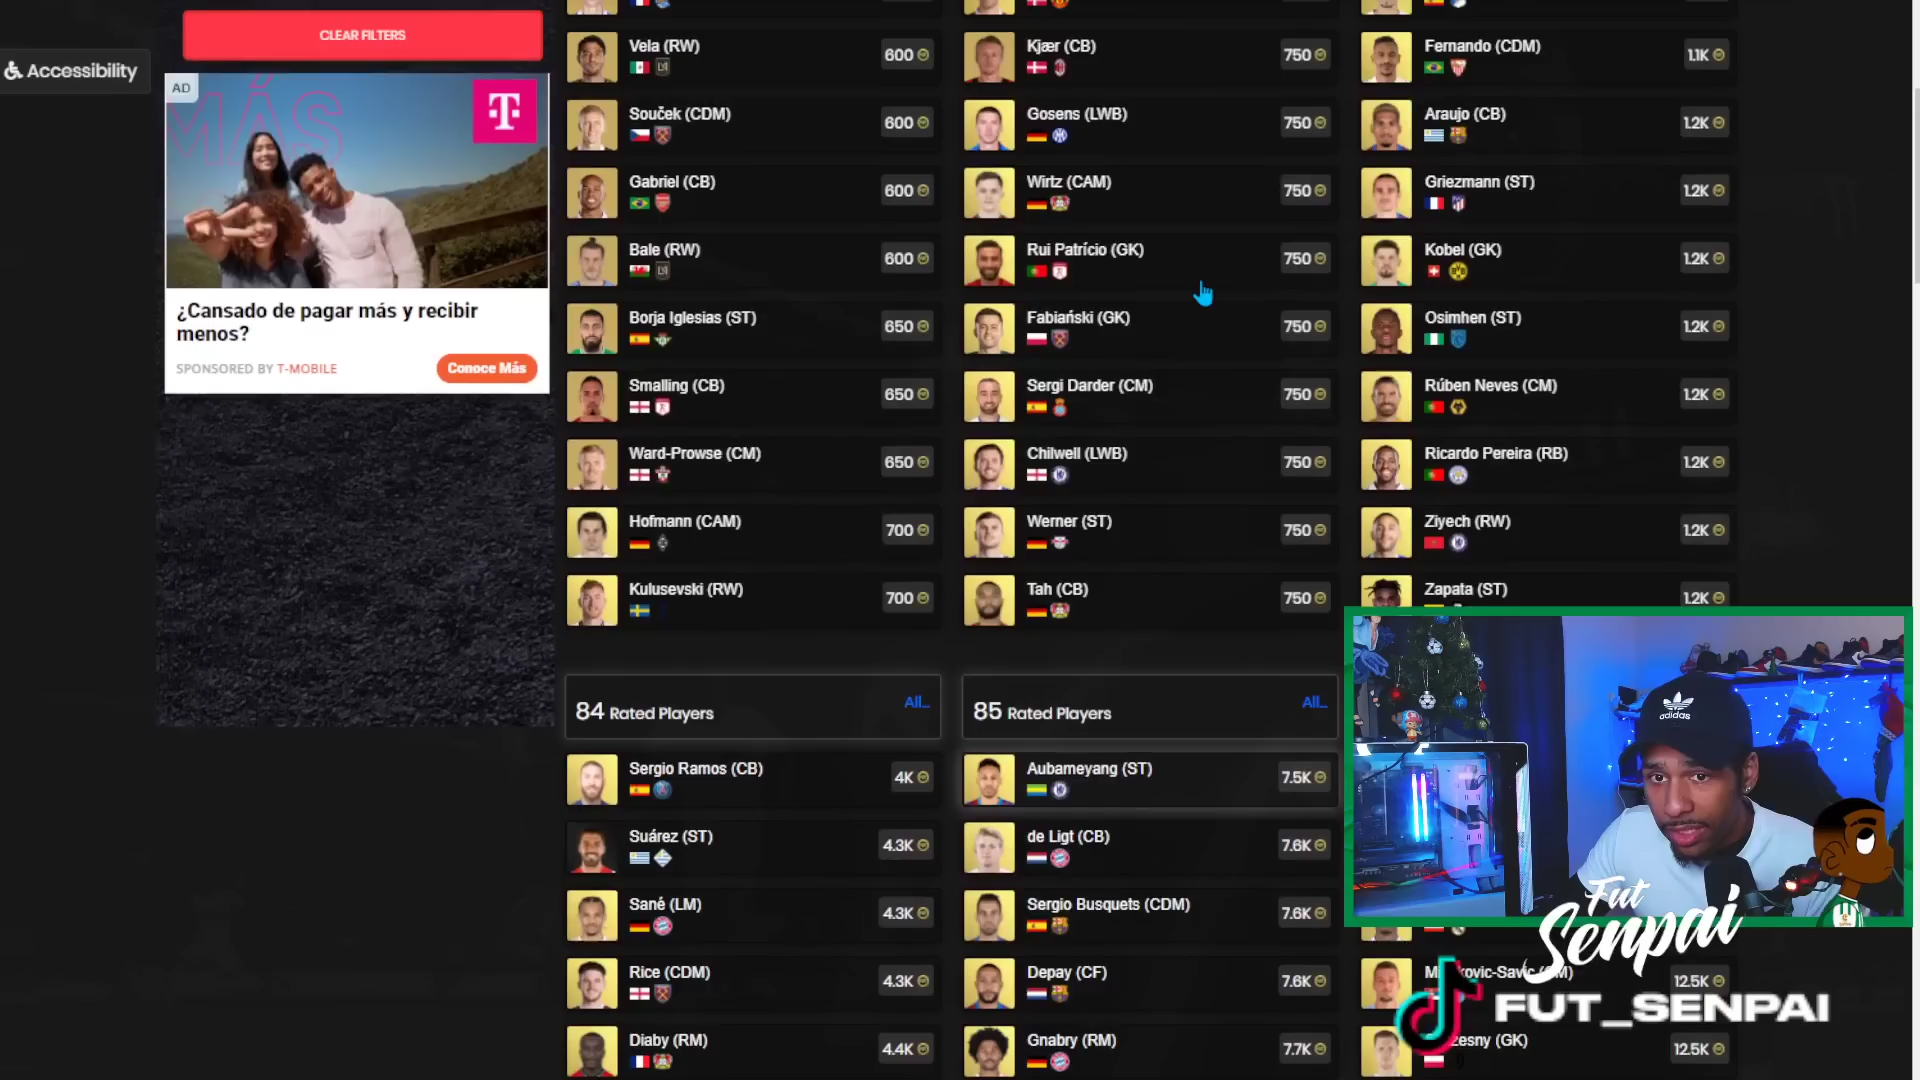 CLEAR FILTERS
Accessibility
AD
MÁS
T
¿Cansado de pagar más y recibir
menos?
SPONSORED BY T-MOBILE
Conoce Más
Vela (RW)
600
Souček (CDM)
600
Gabriel (CB)
600
Bale (RW)
600
Borja Iglesias (ST)
650
Smalling (CB)
650
Ward-Prowse (CM)
650
Hofmann (CAM)
700
Kulusevski (RW)
700
Kjær (CB)
750
Gosens (LWB)
750
Wirtz (CAM)
750
Rui Patrício (GK)
750
Fabiański (GK)
750
Sergi Darder (CM)
750
Chilwell (LWB)
750
Werner (ST)
750
Tah (CB)
750
Fernando (CDM)
1.1K
Araujo (CB)
1.2K
Griezmann (ST)
1.2K
Kobel (GK)
1.2K
Osimhen (ST)
1.2K
Rúben Neves (CM)
1.2K
Ricardo Pereira (RB)
1.2K
Ziyech (RW)
1.2K
Zapata (ST)
1.2K
84 Rated Players
All...
Sergio Ramos (CB)
4K
Suárez (ST)
4.3K
Sané (LM)
4.3K
Rice (CDM)
4.3K
Diaby (RM)
4.4K
85 Rated Players
All...
Aubameyang (ST)
7.5K
de Ligt (CB)
7.6K
Sergio Busquets (CDM)
7.6K
Depay (CF)
7.6K
Gnabry (RM)
7.7K
12.5K
(GK)
12.5K
adidas
Fut
Senpai
FUT_SENPAI